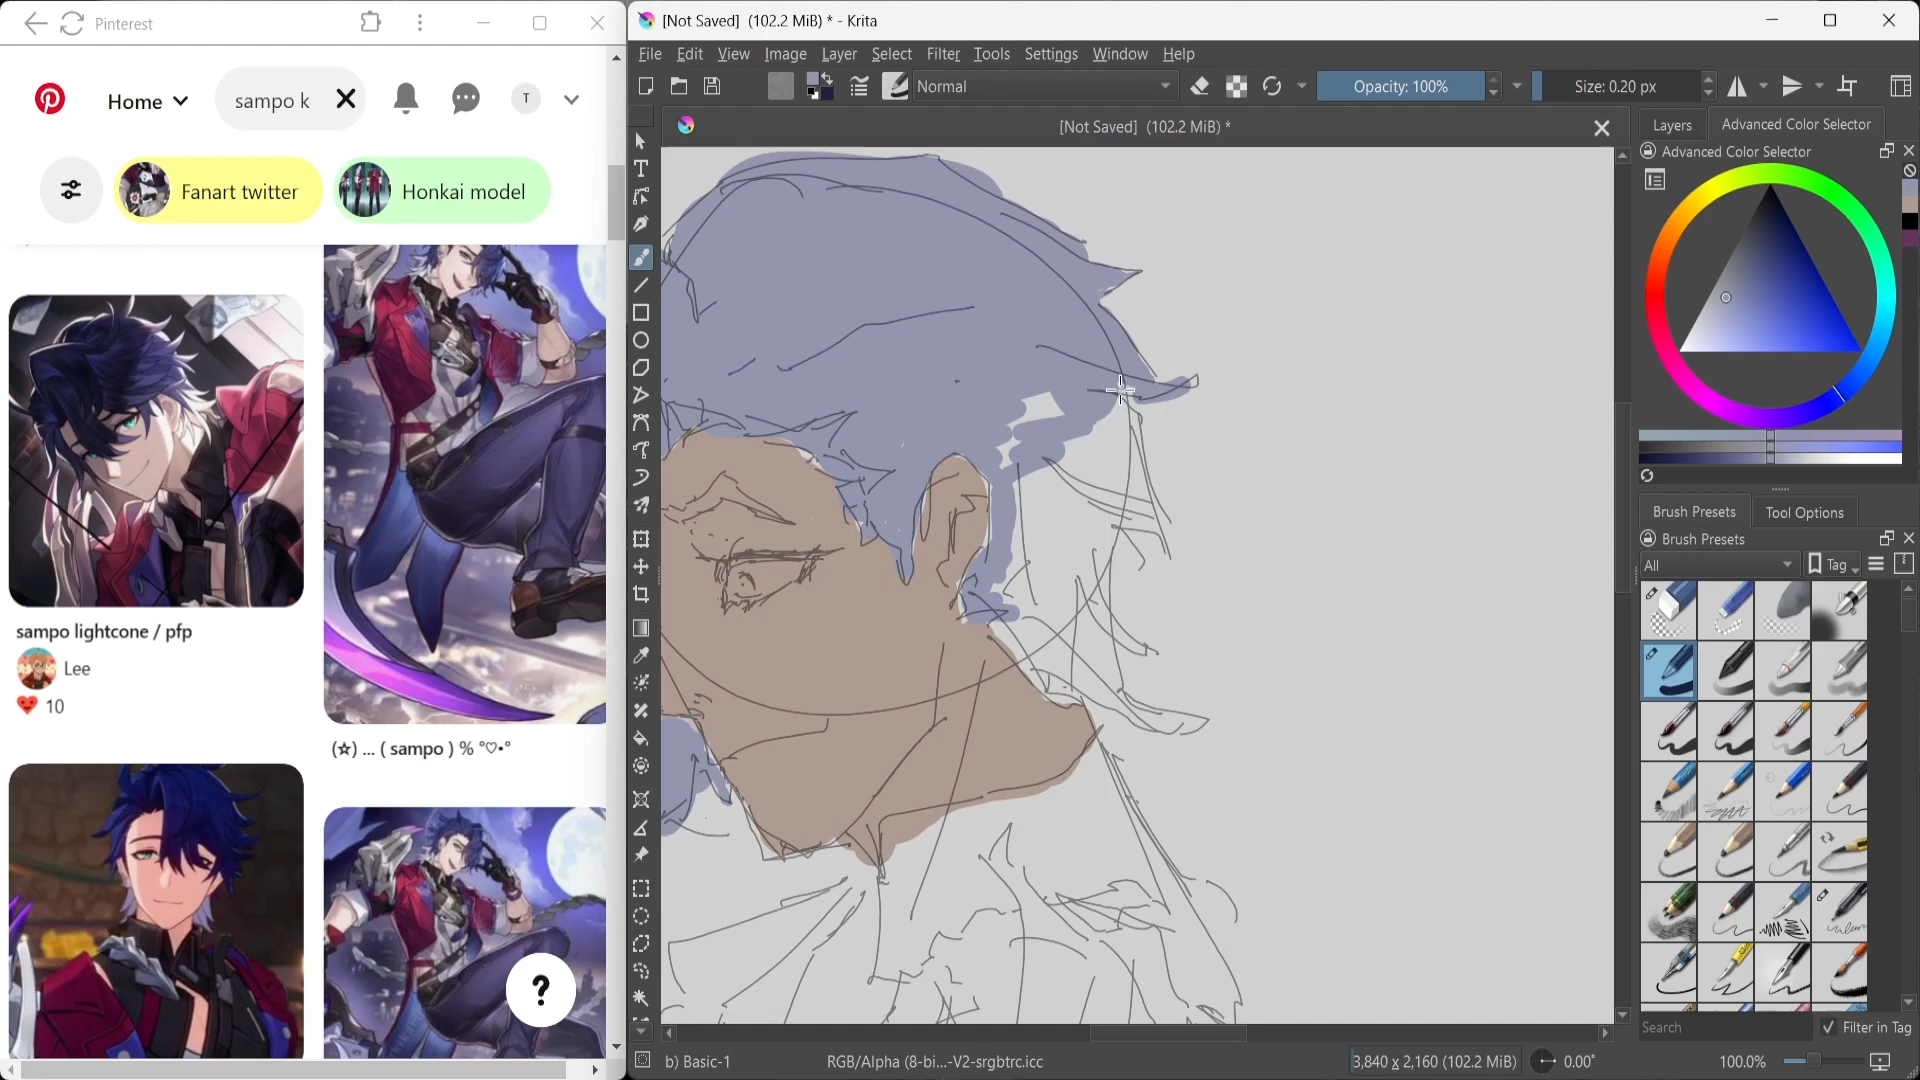 Pinterest
Home
sampo k
T
Fanart twitter
Honkai model
sampo lightcone / pfp
Lee
10
(☆) ... ( sampo ) % °♡•°
?
[Not Saved] (102.2 MiB) * - Krita
File Edit View Image Layer Select Filter Tools Settings Window Help
Normal
Opacity: 100%
Size: 0.20 px
[Not Saved] (102.2 MiB) *
Layers
Advanced Color Selector
Advanced Color Selector
Brush Presets
Tool Options
Brush Presets
All
Tag
Search
Filter in Tag
b) Basic-1
RGB/Alpha (8-bi...-V2-srgbtrc.icc
3,840 x 2,160 (102.2 MiB)
0.00°
100.0%